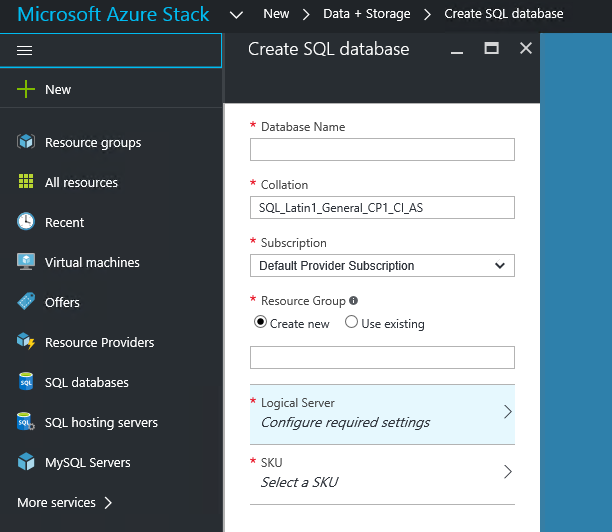 Microsoft Azure Stack New Data + Storage Create SQL database
Create SQL database
New
Resource groups
All resources
Recent
Virtual machines
Offers
Resource Providers
SQL databases
SQL hosting servers
MySQL Servers
More services
* Database Name
* Collation
SQL_Latin1_General_CP1_CI_AS
* Subscription
Default Provider Subscription
* Resource Group
Create new Use existing
* Logical Server
Configure required settings
* SKU
Select a SKU